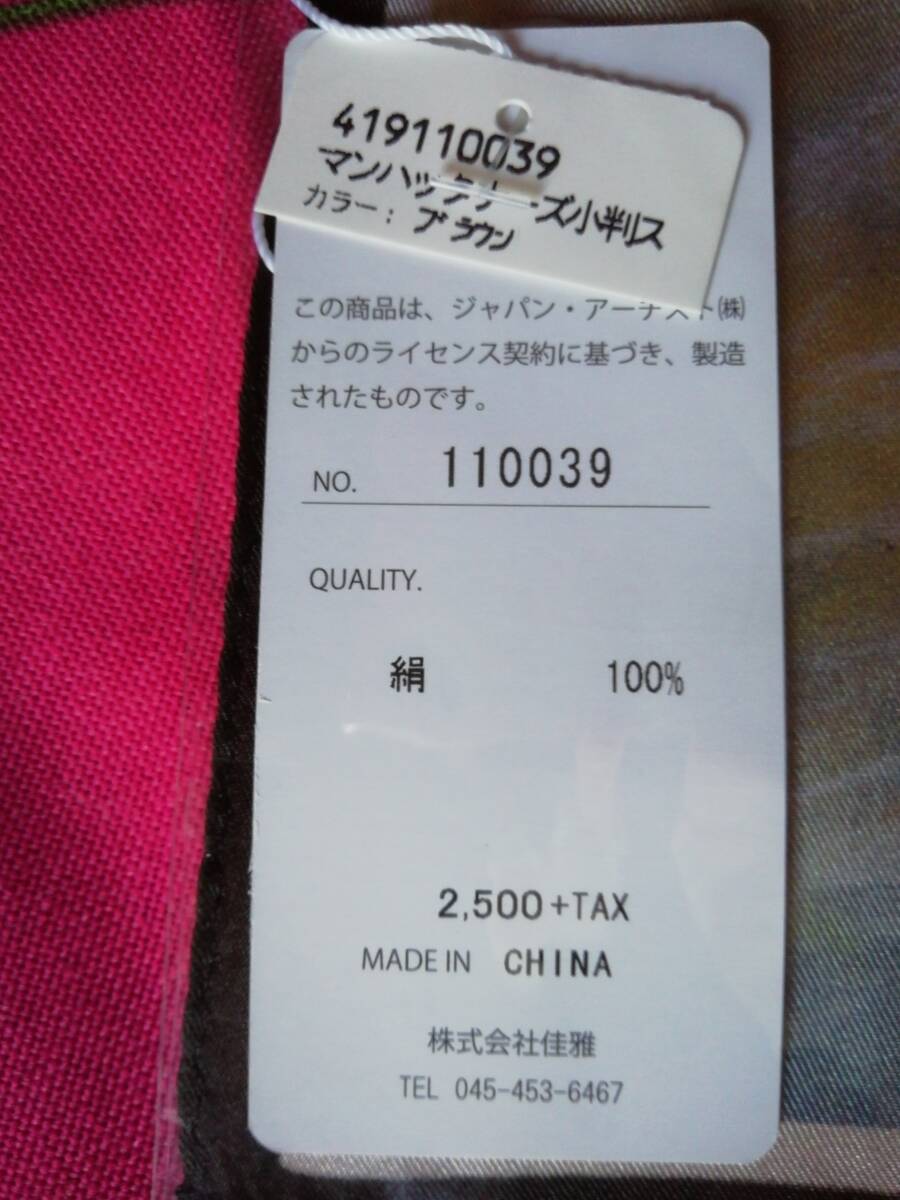 419110039
マンハッタナーズ小判ス
カラー: ブラウン
この商品は、ジャパン・アーチスト㈱
からのライセンス契約に基づき、製造
されたものです。
NO. 110039
QUALITY.
絹 100%
2,500+TAX
MADE IN CHINA
株式会社佳雅
TEL 045-453-6467